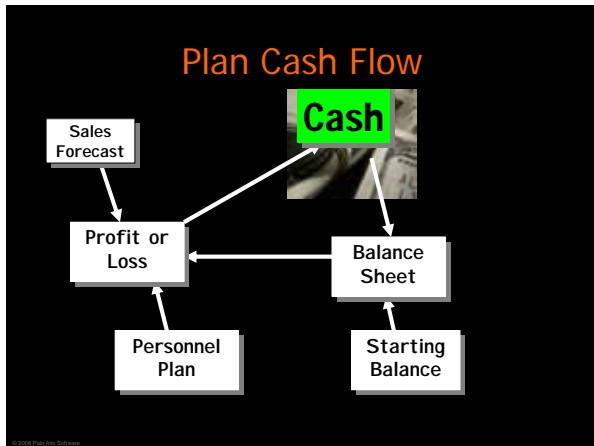 Plan Cash Flow
Cash
Sales
Forecast
Profit or
Loss
Balance
Sheet
Personnel
Plan
Starting
Balance
© 2008 Palo Alto Software